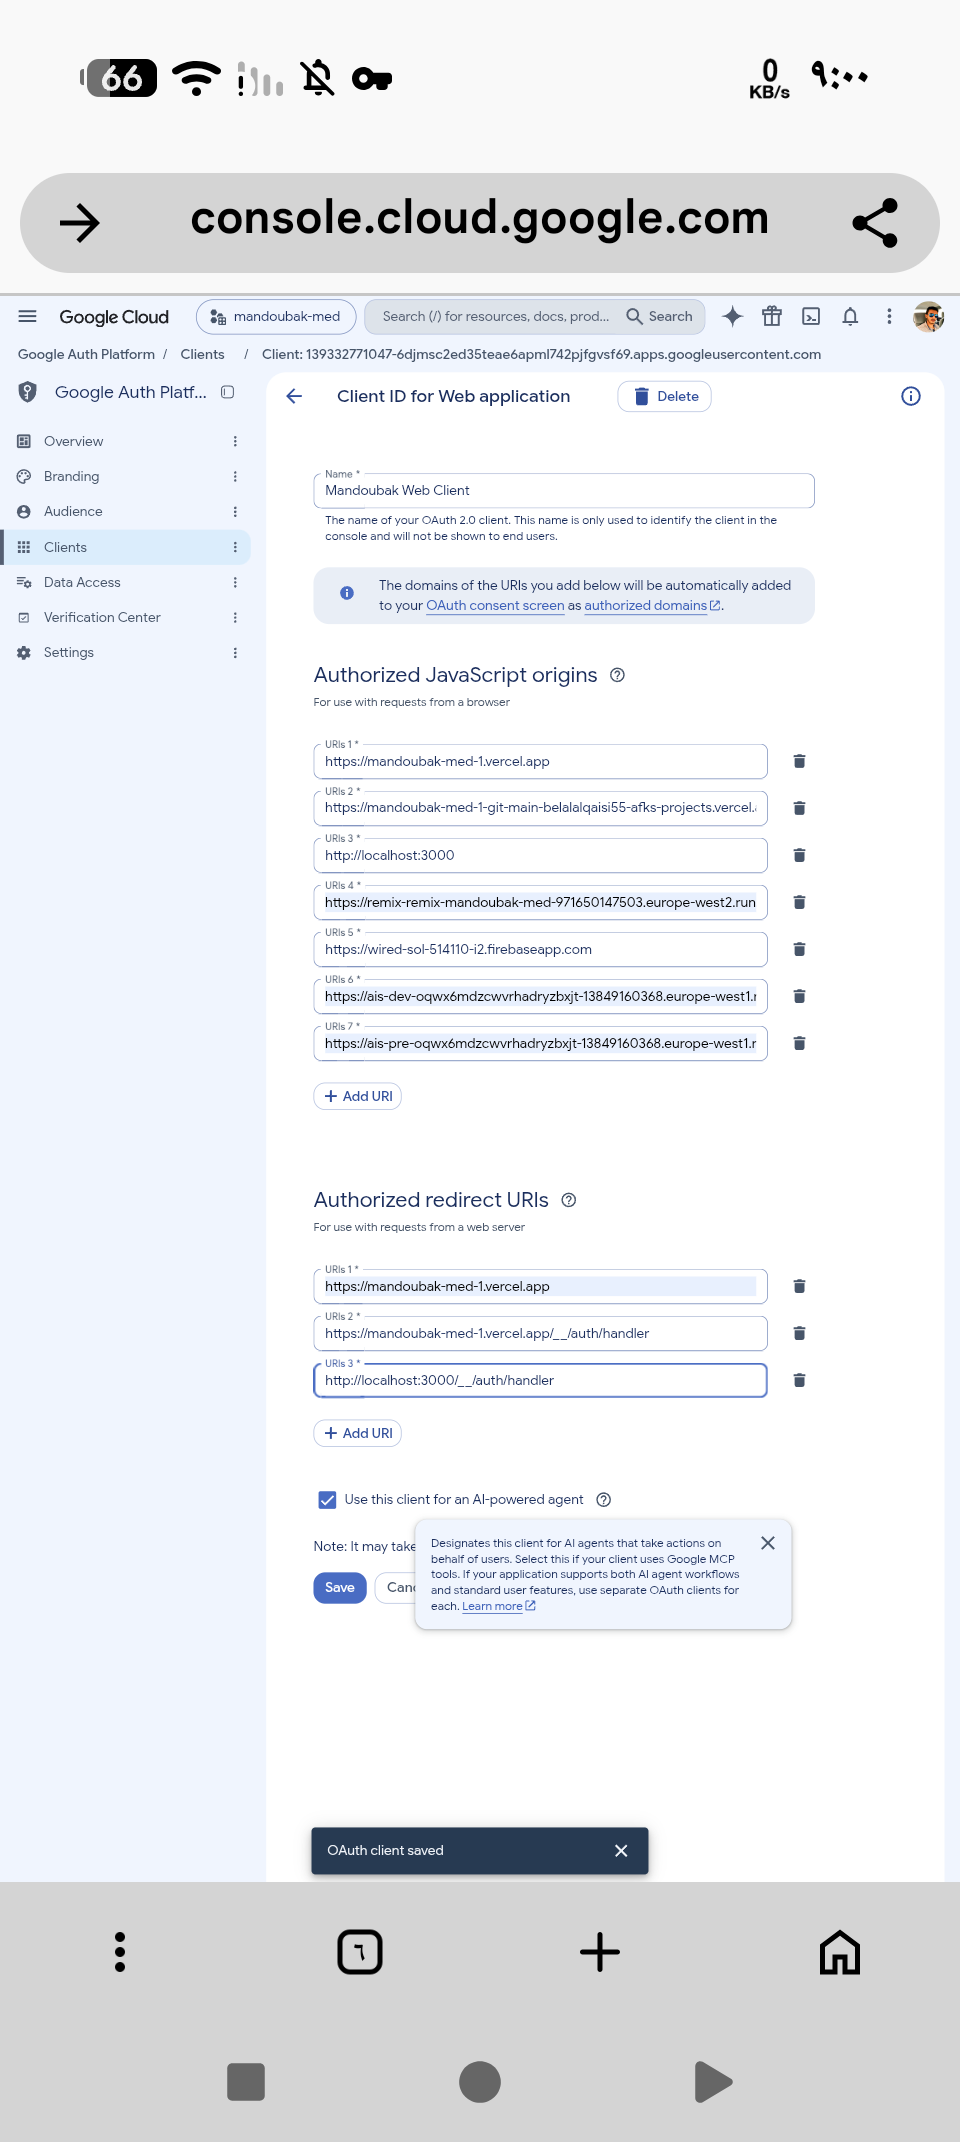 66
0
KB/s
٩:٠٠
console.cloud.google.com
Google Cloud
mandoubak-med
Search (/) for resources, docs, prod...
Search
Google Auth Platform / Clients / Client: 139332771047-6djmsc2ed35teae6apml742pjfgvsf69.apps.googleusercontent.com
Google Auth Platf...
Overview
Branding
Audience
Clients
Data Access
Verification Center
Settings
Client ID for Web application
Delete
Name *
Mandoubak Web Client
The name of your OAuth 2.0 client. This name is only used to identify the client in the
console and will not be shown to end users.
The domains of the URIs you add below will be automatically added
to your OAuth consent screen as authorized domains.
Authorized JavaScript origins
For use with requests from a browser
URIs 1 *
https://mandoubak-med-1.vercel.app
URIs 2 *
https://mandoubak-med-1-git-main-belalalqaisi55-afks-projects.vercel.
URIs 3 *
http://localhost:3000
URIs 4 *
https://remix-remix-mandoubak-med-971650147503.europe-west2.run
URIs 5 *
https://wired-sol-514110-i2.firebaseapp.com
URIs 6 *
https://ais-dev-oqwx6mdzcwvrhadryzbxjt-13849160368.europe-west1.r
URIs 7 *
https://ais-pre-oqwx6mdzcwvrhadryzbxjt-13849160368.europe-west1.r
+ Add URI
Authorized redirect URIs
For use with requests from a web server
URIs 1 *
https://mandoubak-med-1.vercel.app
URIs 2 *
https://mandoubak-med-1.vercel.app/__/auth/handler
URIs 3 *
http://localhost:3000/__/auth/handler
+ Add URI
Use this client for an AI-powered agent
Note: It may take
Designates this client for AI agents that take actions on
behalf of users. Select this if your client uses Google MCP
tools. If your application supports both AI agent workflows
and standard user features, use separate OAuth clients for
each. Learn more
Save
Canc
OAuth client saved
٦